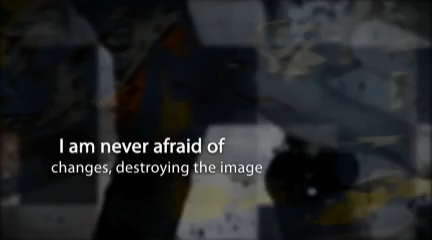 I am never afraid of
changes, destroying the image